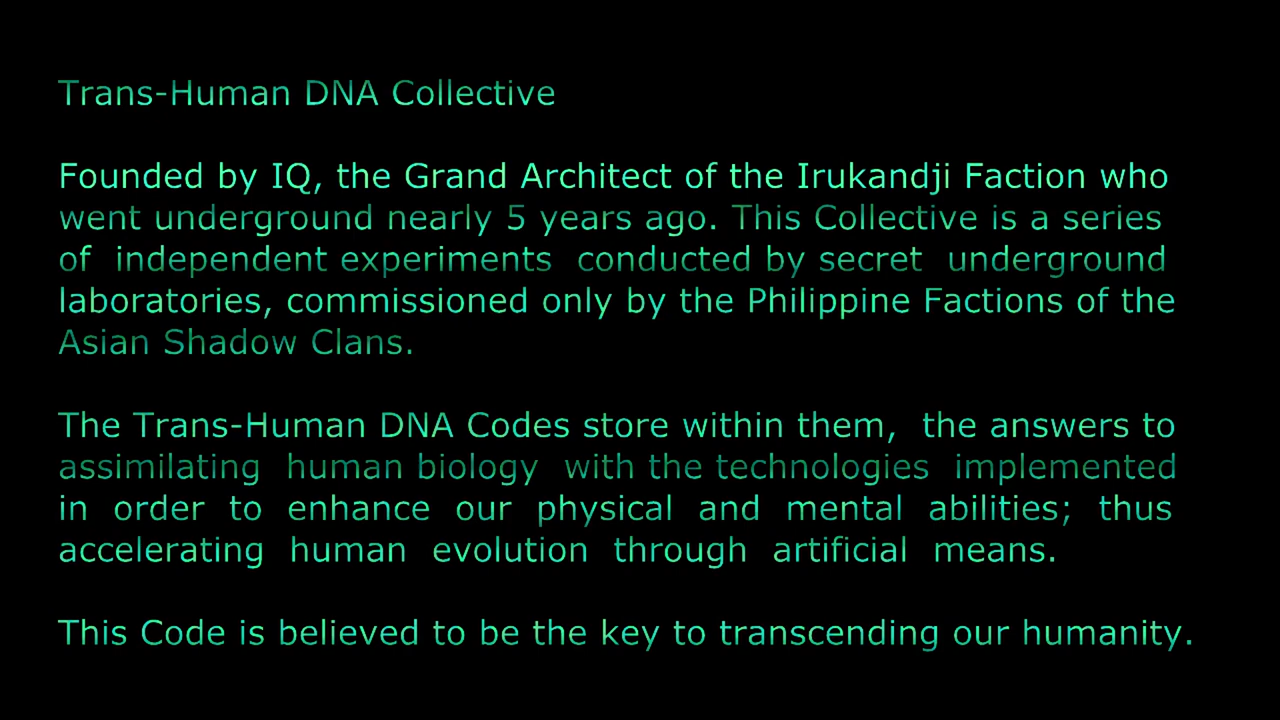 Trans-Human DNA Collective
Founded by IQ, the Grand Architect of the Irukandji Faction who
went underground nearly 5 years ago. This Collective is a series
of independent experiments conducted by secret underground
laboratories, commissioned only by the Philippine Factions of the
Asian Shadow Clans.
The Trans-Human DNA Codes store within them, the answers to
assimilating human biology with the technologies implemented
in order to enhance our physical and mental abilities; thus
accelerating human evolution through artificial means.
This Code is believed to be the key to transcending our humanity.